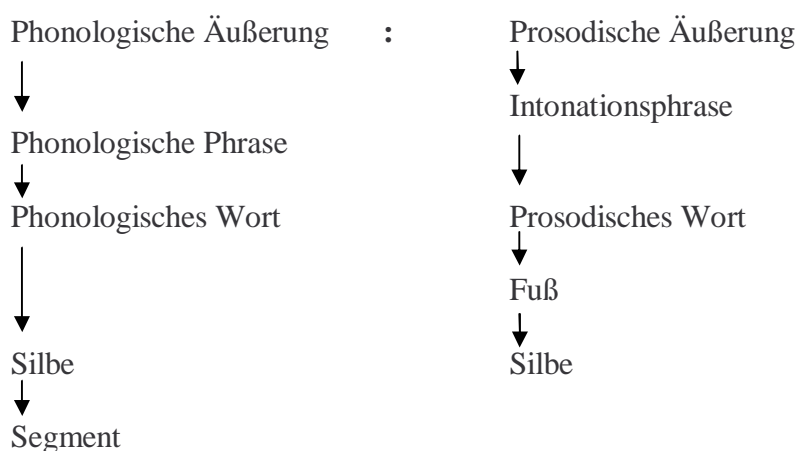 Phonologische Äußerung : Prosodische Äußerung
Intonationsphrase
Phonologische Phrase
Phonologisches Wort Prosodisches Wort
Fuß
Silbe Silbe
Segment